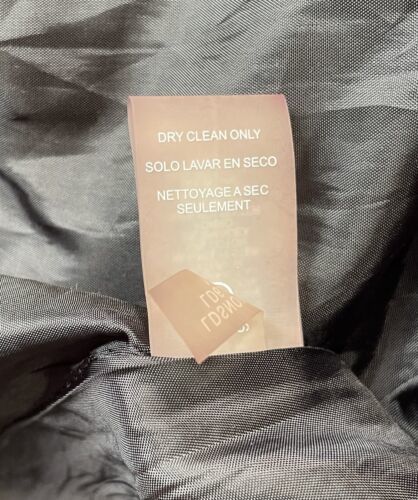 DRY CLEAN ONLY
SOLO LAVAR EN SECO
NETTOYAGE A SEC
SEULEMENT